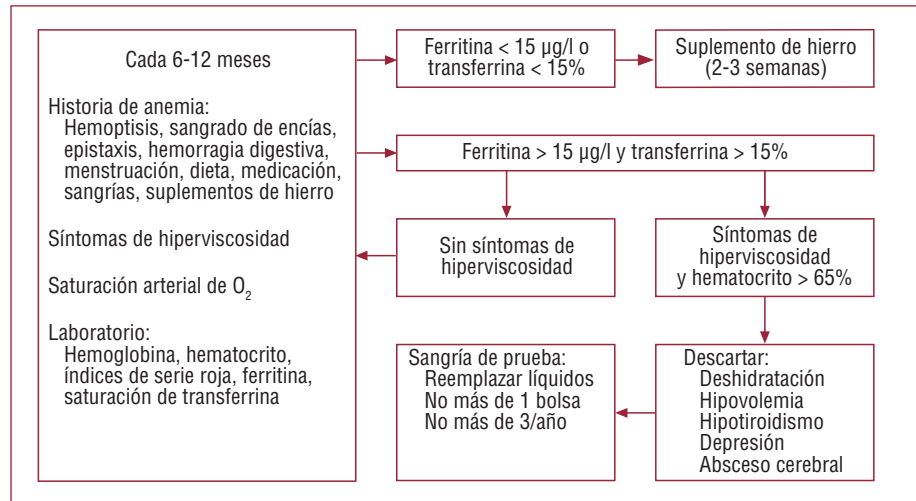 Cada 6-12 meses
Historia de anemia:
Hemoptisis, sangrado de encías,
epistaxis, hemorragia digestiva,
menstruación, dieta, medicación,
sangrías, suplementos de hierro
Síntomas de hiperviscosidad
Saturación arterial de O₂
Laboratorio:
Hemoglobina, hematocrito,
índices de serie roja, ferritina,
saturación de transferrina
Ferritina < 15 µg/l o
transferrina < 15%
Suplemento de hierro
(2-3 semanas)
Ferritina > 15 µg/l y transferrina > 15%
Sin síntomas de
hiperviscosidad
Síntomas de
hiperviscosidad
y hematocrito > 65%
Descartar:
Deshidratación
Hipovolemia
Hipotiroidismo
Depresión
Absceso cerebral
Sangría de prueba:
Reemplazar líquidos
No más de 1 bolsa
No más de 3/año